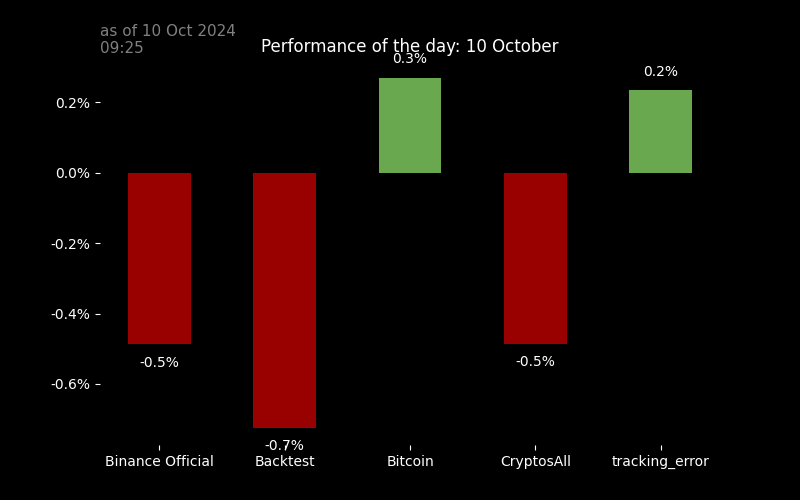 as of 10 Oct 2024
09:25
Performance of the day: 10 October
0.3%
0.2%
0.2%
0.0%
-0.2%
-0.4%
-0.6%
-0.5%
-0.5%
-0.7%
Binance Official
Backtest
Bitcoin
CryptosAll
tracking_error